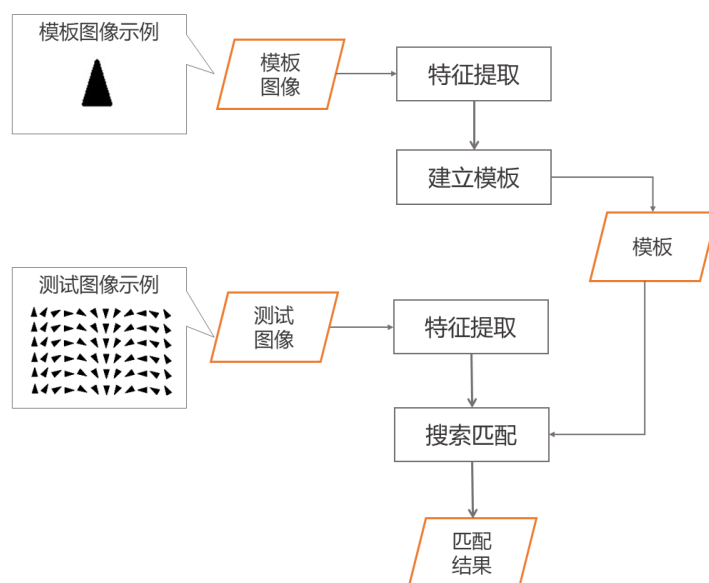 模板图像示例
模板
图像
特征提取
建立模板
模板
测试图像示例
测试
图像
特征提取
搜索匹配
匹配
结果